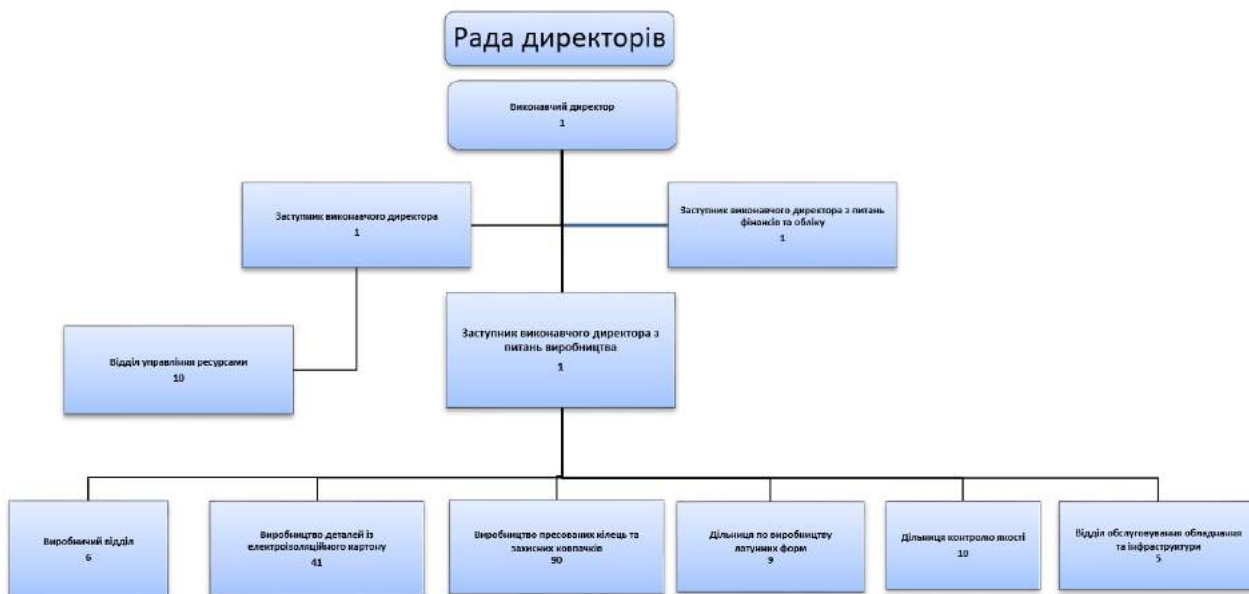 Рада директорів
Виконавчий директор
1
Заступник виконавчого директора
1
Заступник виконавчого директора з питань
фінансів та обліку
1
Заступник виконавчого директора з
питань виробництва
1
Відділ управління ресурсами
10
Виробничий відділ
6
Виробництво деталей із
електроізоляційного картону
41
Виробництво пресованих кілець та
захисних ковпачків
90
Дільниця по виробництву
латунних форм
9
Дільниця контролю якості
10
Відділ обслуговування обладнання
та інфраструктури
5